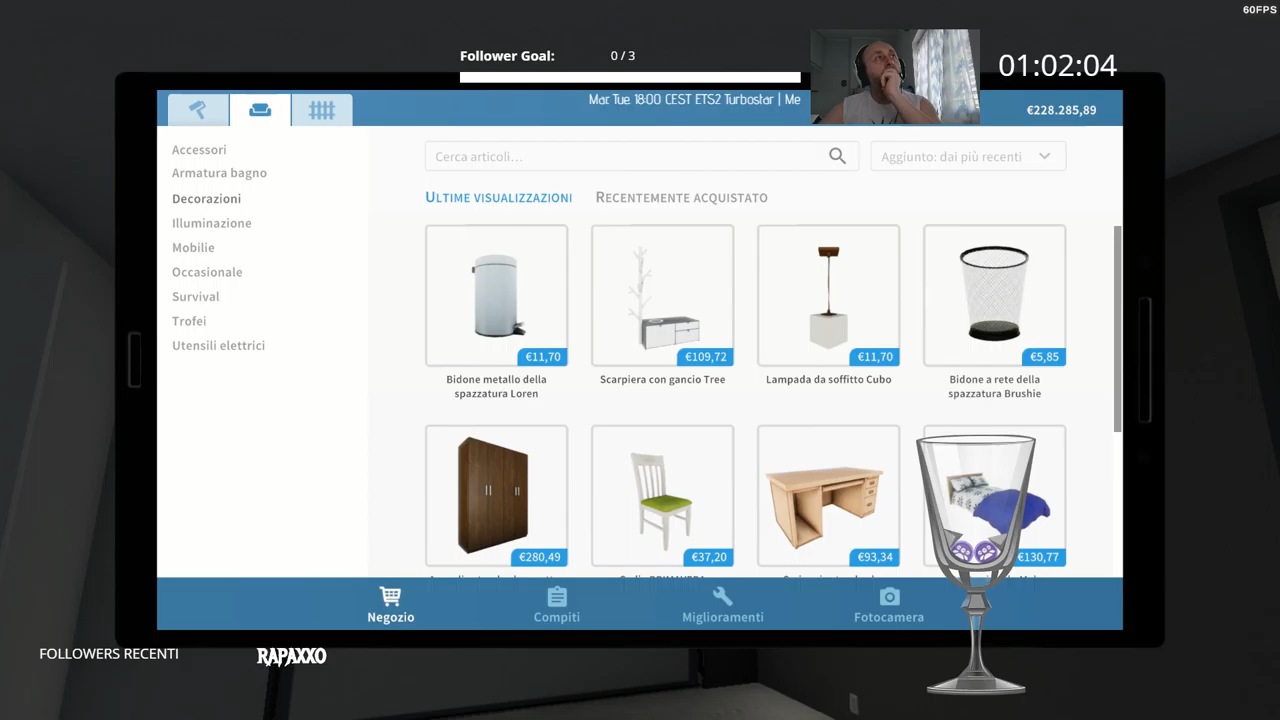 60FPS
Follower Goal:
0 / 3
01:02:04
Mar Tue 18:00 CEST ETS2 Turbostar | Me
€228.285,89
Accessori
Armatura bagno
Decorazioni
Illuminazione
Mobilie
Occasionale
Survival
Trofei
Utensili elettrici
Cerca articoli...
Aggiunto: dai più recenti
ULTIME VISUALIZZAZIONI
RECENTEMENTE ACQUISTATO
€11,70
€109,72
€11,70
€5,85
Bidone metallo della
spazzatura Loren
Scarpiera con gancio Tree
Lampada da soffitto Cubo
Bidone a rete della
spazzatura Brushie
€280,49
€37,20
€93,34
€130,77
Negozio
Compiti
Miglioramenti
Fotocamera
FOLLOWERS RECENTI
RAPAXXO